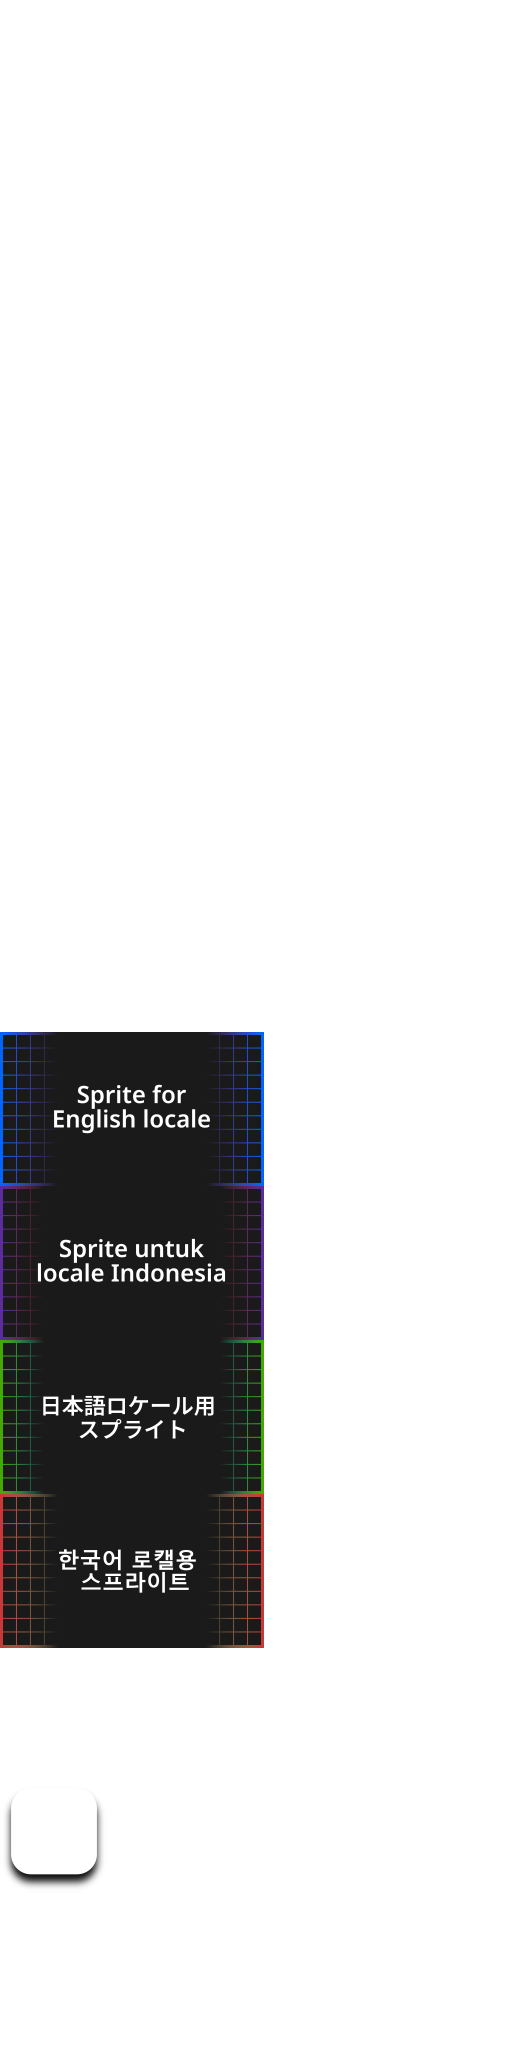 Sprite for
English locale
Sprite untuk
locale Indonesia
日本語ロケール用
スプライト
한국어 로캘용
스프라이트